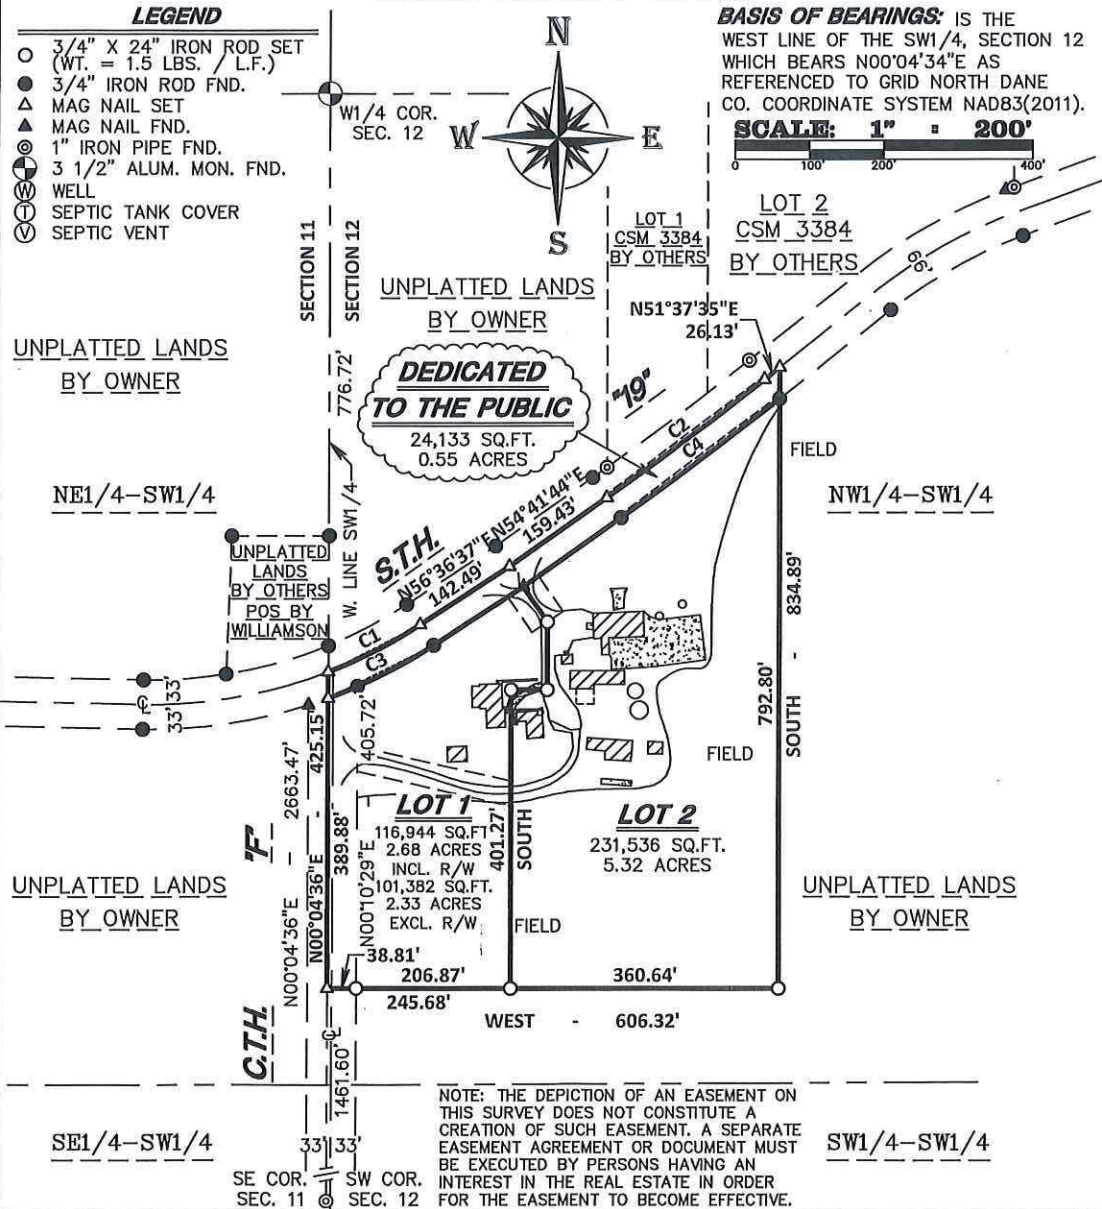 LEGEND
3/4" X 24" IRON ROD SET
(WT. = 1.5 LBS. / L.F.)
3/4" IRON ROD FND.
MAG NAIL SET
MAG NAIL FND.
1" IRON PIPE FND.
3 1/2" ALUM. MON. FND.
W WELL
T SEPTIC TANK COVER
V SEPTIC VENT
W1/4 COR.
SEC. 12
N
W
E
S
BASIS OF BEARINGS: IS THE
WEST LINE OF THE SW1/4, SECTION 12
WHICH BEARS N00°04'34"E AS
REFERENCED TO GRID NORTH DANE
CO. COORDINATE SYSTEM NAD83(2011).
SCALE: 1" = 200'
0 100' 200' 400'
SECTION 11
SECTION 12
LOT 1
CSM 3384
BY OTHERS
LOT 2
CSM 3384
BY OTHERS
66'
UNPLATTED LANDS
BY OWNER
N51°37'35"E
26.13'
UNPLATTED LANDS
BY OWNER
776.72'
DEDICATED
TO THE PUBLIC
24,133 SQ.FT.
0.55 ACRES
"19"
C2
C4
FIELD
NE1/4-SW1/4
NW1/4-SW1/4
W. LINE SW1/4
S.T.H.
N54°41'44"E
159.43'
N56°36'37"E
142.49'
UNPLATTED
LANDS
BY OTHERS
POS BY
WILLIAMSON
C1
C3
834.89'
792.80'
SOUTH -
33' 33'
425.15'
405.72'
2663.47'
FIELD
"F"
389.88'
LOT 1
116,944 SQ.FT
2.68 ACRES
INCL. R/W
101,382 SQ.FT.
2.33 ACRES
EXCL. R/W
401.27'
SOUTH
LOT 2
231,536 SQ.FT.
5.32 ACRES
UNPLATTED LANDS
BY OWNER
UNPLATTED LANDS
BY OWNER
N00°04'36"E -
N00°04'36"E -
N00°10'29"E -
FIELD
38.81'
206.87'
360.64'
245.68'
WEST - 606.32'
C.T.H.
1461.60'
NOTE: THE DEPICTION OF AN EASEMENT ON
THIS SURVEY DOES NOT CONSTITUTE A
CREATION OF SUCH EASEMENT. A SEPARATE
EASEMENT AGREEMENT OR DOCUMENT MUST
BE EXECUTED BY PERSONS HAVING AN
INTEREST IN THE REAL ESTATE IN ORDER
FOR THE EASEMENT TO BECOME EFFECTIVE.
SE1/4-SW1/4
SW1/4-SW1/4
33' 33'
SE COR.
SEC. 11
SW COR.
SEC. 12